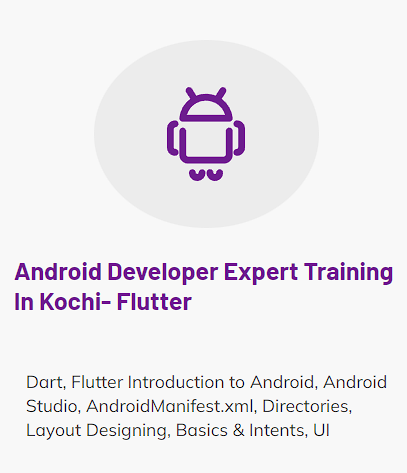 Android Developer Expert Training
In Kochi- Flutter
Dart, Flutter Introduction to Android, Android
Studio, AndroidManifest.xml, Directories,
Layout Designing, Basics & Intents, UI